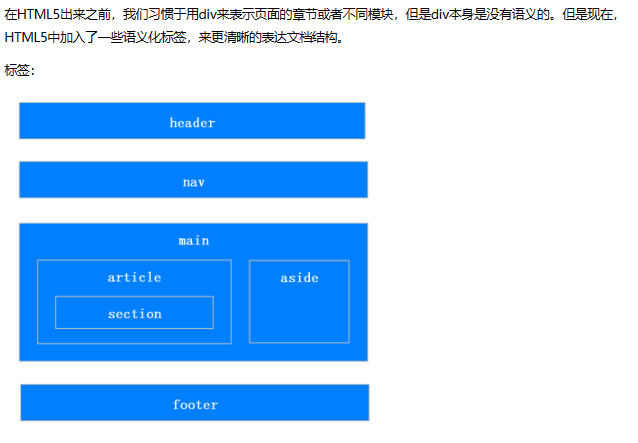 在HTML5出来之前，我们习惯于用div来表示页面的章节或者不同模块，但是div本身是没有语义的。但是现在，
HTML5中加入了一些语义化标签，来更清晰的表达文档结构。
标签：
header
nav
main
article
aside
section
footer